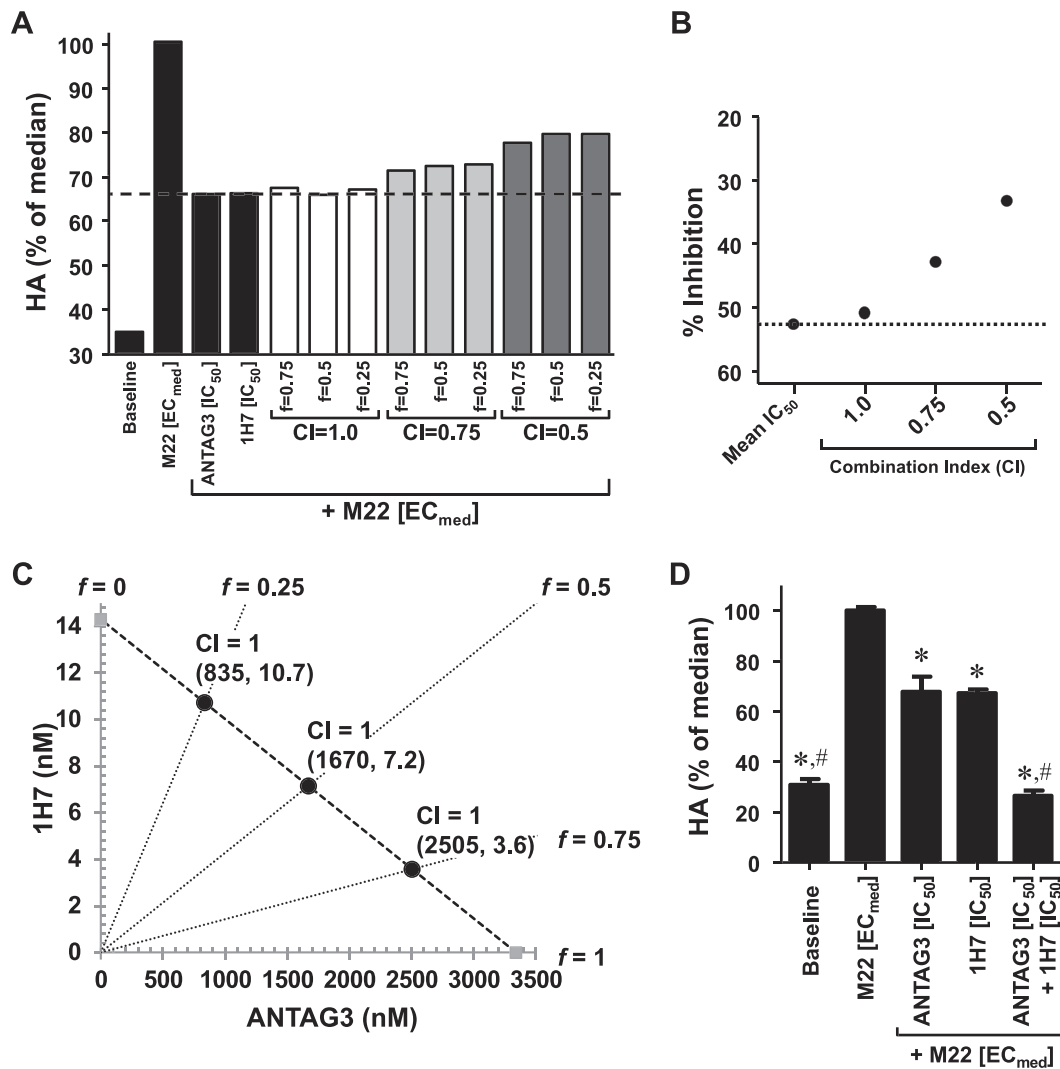 A
HA (% of median)
100
90
80
70
60
50
40
30
Baseline
M22 [ECmed]
ANTAG3 [IC50]
1H7 [IC50]
f=0.75
f=0.5
f=0.25
f=0.75
f=0.5
f=0.25
f=0.75
f=0.5
f=0.25
CI=1.0
CI=0.75
CI=0.5
+ M22 [ECmed]
B
% Inhibition
20
30
40
50
60
Mean IC50
1.0
0.75
0.5
Combination Index (CI)
C
1H7 (nM)
14
12
10
8
6
4
2
0
f = 0
f = 0.25
f = 0.5
CI = 1
(835, 10.7)
CI = 1
(1670, 7.2)
CI = 1
(2505, 3.6)
f = 0.75
f = 1
0 500 1000 1500 2000 2500 3000 3500
ANTAG3 (nM)
D
HA (% of median)
100
80
60
40
20
0
*,#
*
*
*,#
Baseline
M22 [ECmed]
ANTAG3 [IC50]
1H7 [IC50]
ANTAG3 [IC50]
+ 1H7 [IC50]
+ M22 [ECmed]